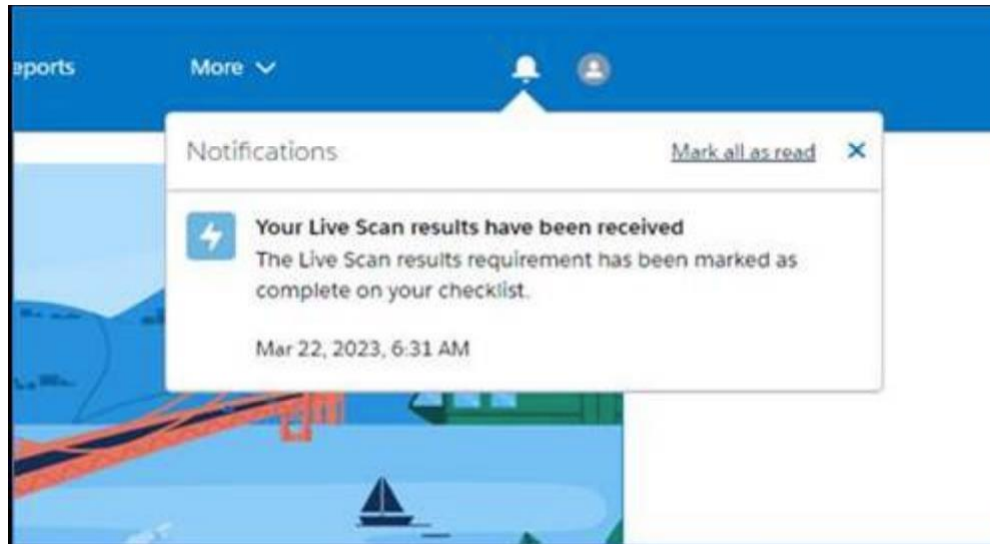 eports More
Notifications Mark all as read
Your Live Scan results have been received
The Live Scan results requirement has been marked as
complete on your checklist.
Mar 22, 2023, 6:31 AM